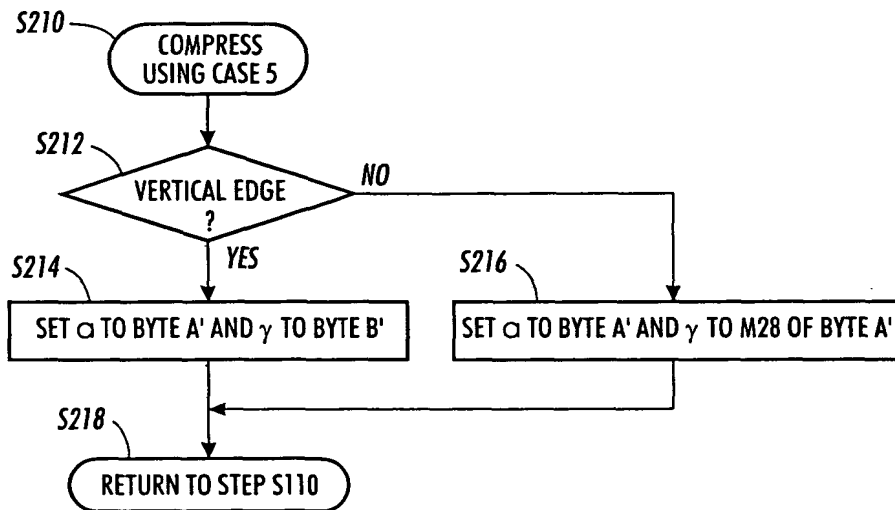 S210
COMPRESS
USING CASE 5
S212
VERTICAL EDGE
?
NO
YES
S214
SET α TO BYTE A' AND γ TO BYTE B'
S216
SET α TO BYTE A' AND γ TO M28 OF BYTE A'
S218
RETURN TO STEP S110